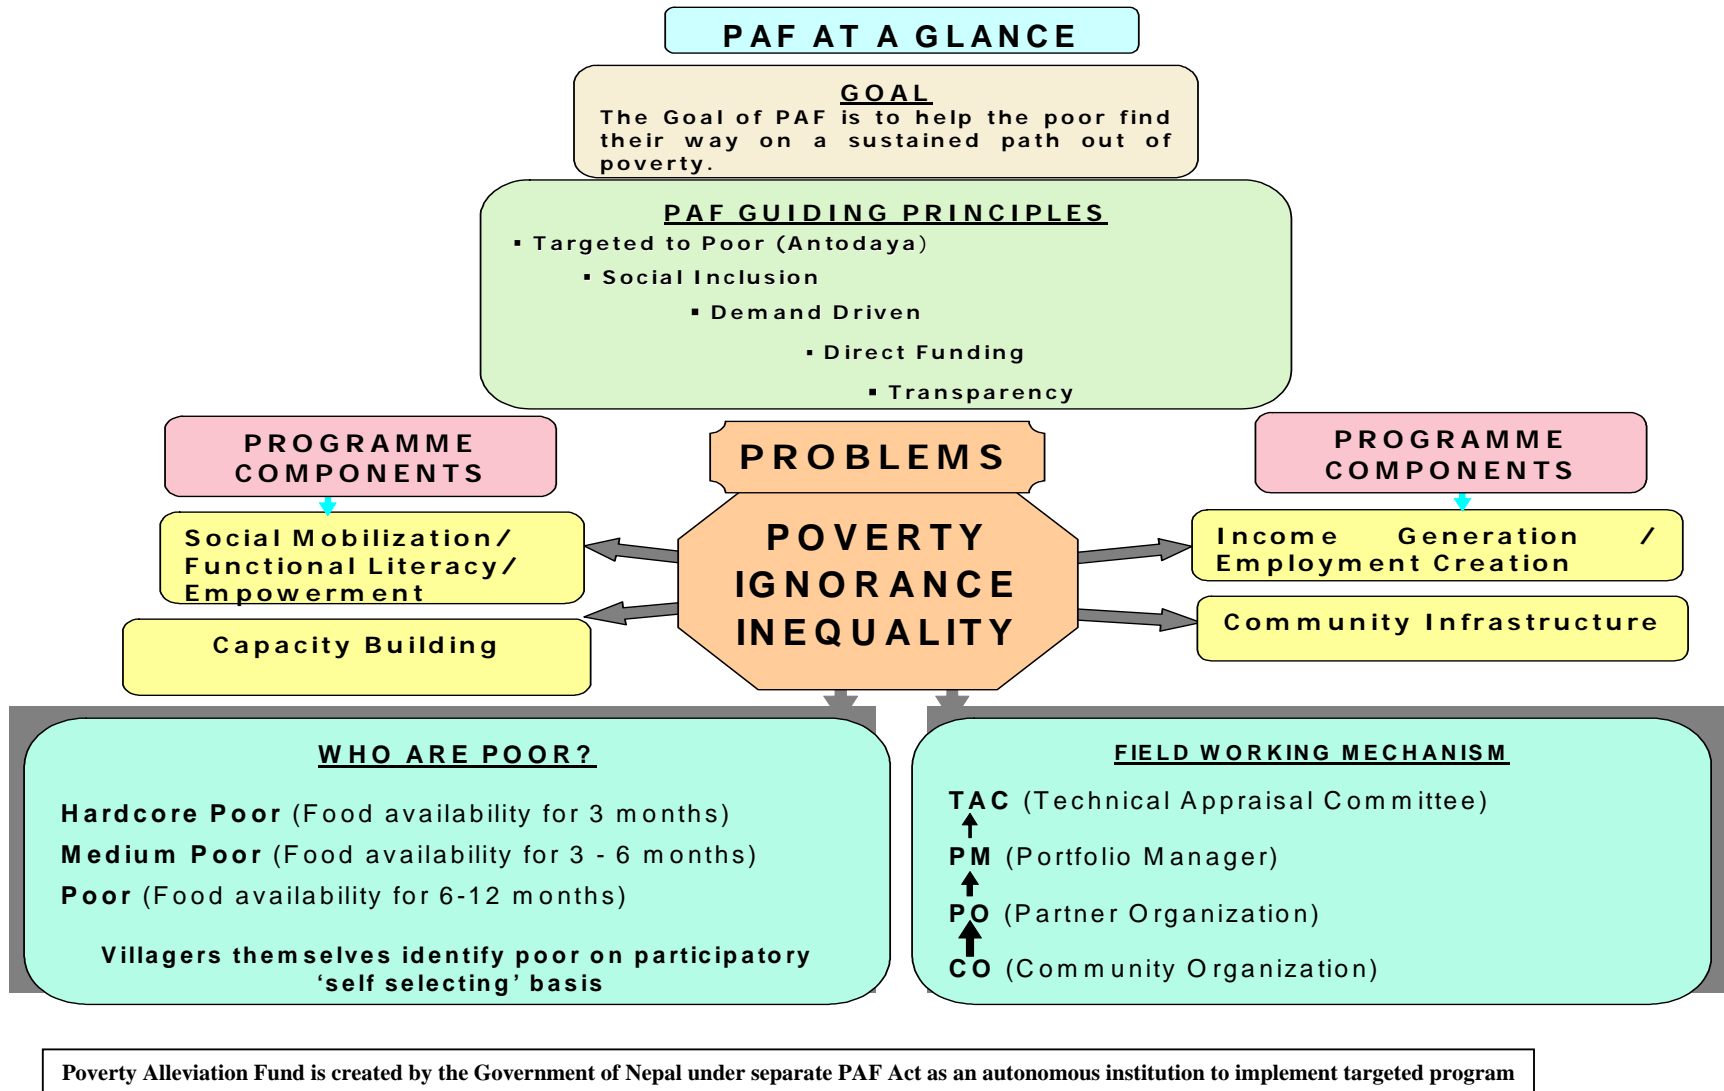 PAF AT A GLANCE
GOAL
The Goal of PAF is to help the poor find
their way on a sustained path out of
poverty.
PAF GUIDING PRINCIPLES
▪ Targeted to Poor (Antodaya)
▪ Social Inclusion
▪ Demand Driven
▪ Direct Funding
▪ Transparency
PROGRAMME
COMPONENTS
Social Mobilization/
Functional Literacy/
Empowerment
Capacity Building
PROBLEMS
POVERTY
IGNORANCE
INEQUALITY
PROGRAMME
COMPONENTS
Income Generation /
Employment Creation
Community Infrastructure
WHO ARE POOR?
Hardcore Poor (Food availability for 3 months)
Medium Poor (Food availability for 3 - 6 months)
Poor (Food availability for 6-12 months)
Villagers themselves identify poor on participatory
‘self selecting’ basis
FIELD WORKING MECHANISM
TAC (Technical Appraisal Committee)
PM (Portfolio Manager)
PO (Partner Organization)
CO (Community Organization)
Poverty Alleviation Fund is created by the Government of Nepal under separate PAF Act as an autonomous institution to implement targeted program